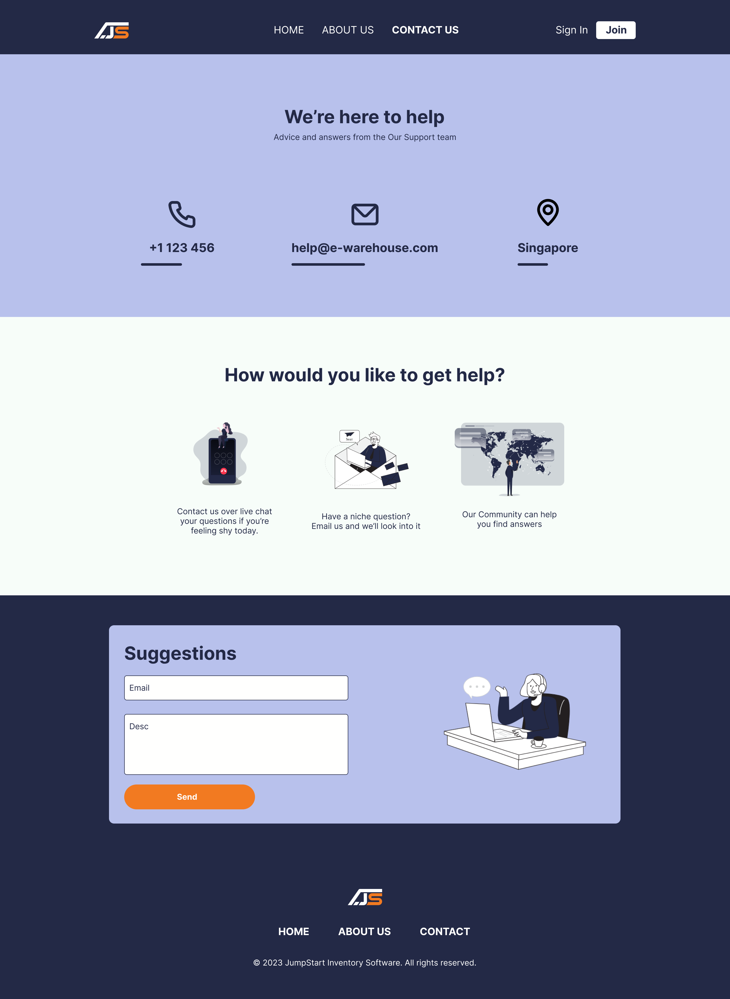 JS
HOME ABOUT US CONTACT US
Sign In Join
We’re here to help
Advice and answers from the Our Support team
+1 123 456
help@e-warehouse.com
Singapore
How would you like to get help?
Sent
Contact us over live chat
your questions if you’re
feeling shy today.
Have a niche question?
Email us and we’ll look into it
Our Community can help
you find answers
Suggestions
Email
Desc
Send
JS
HOME ABOUT US CONTACT
© 2023 JumpStart Inventory Software. All rights reserved.